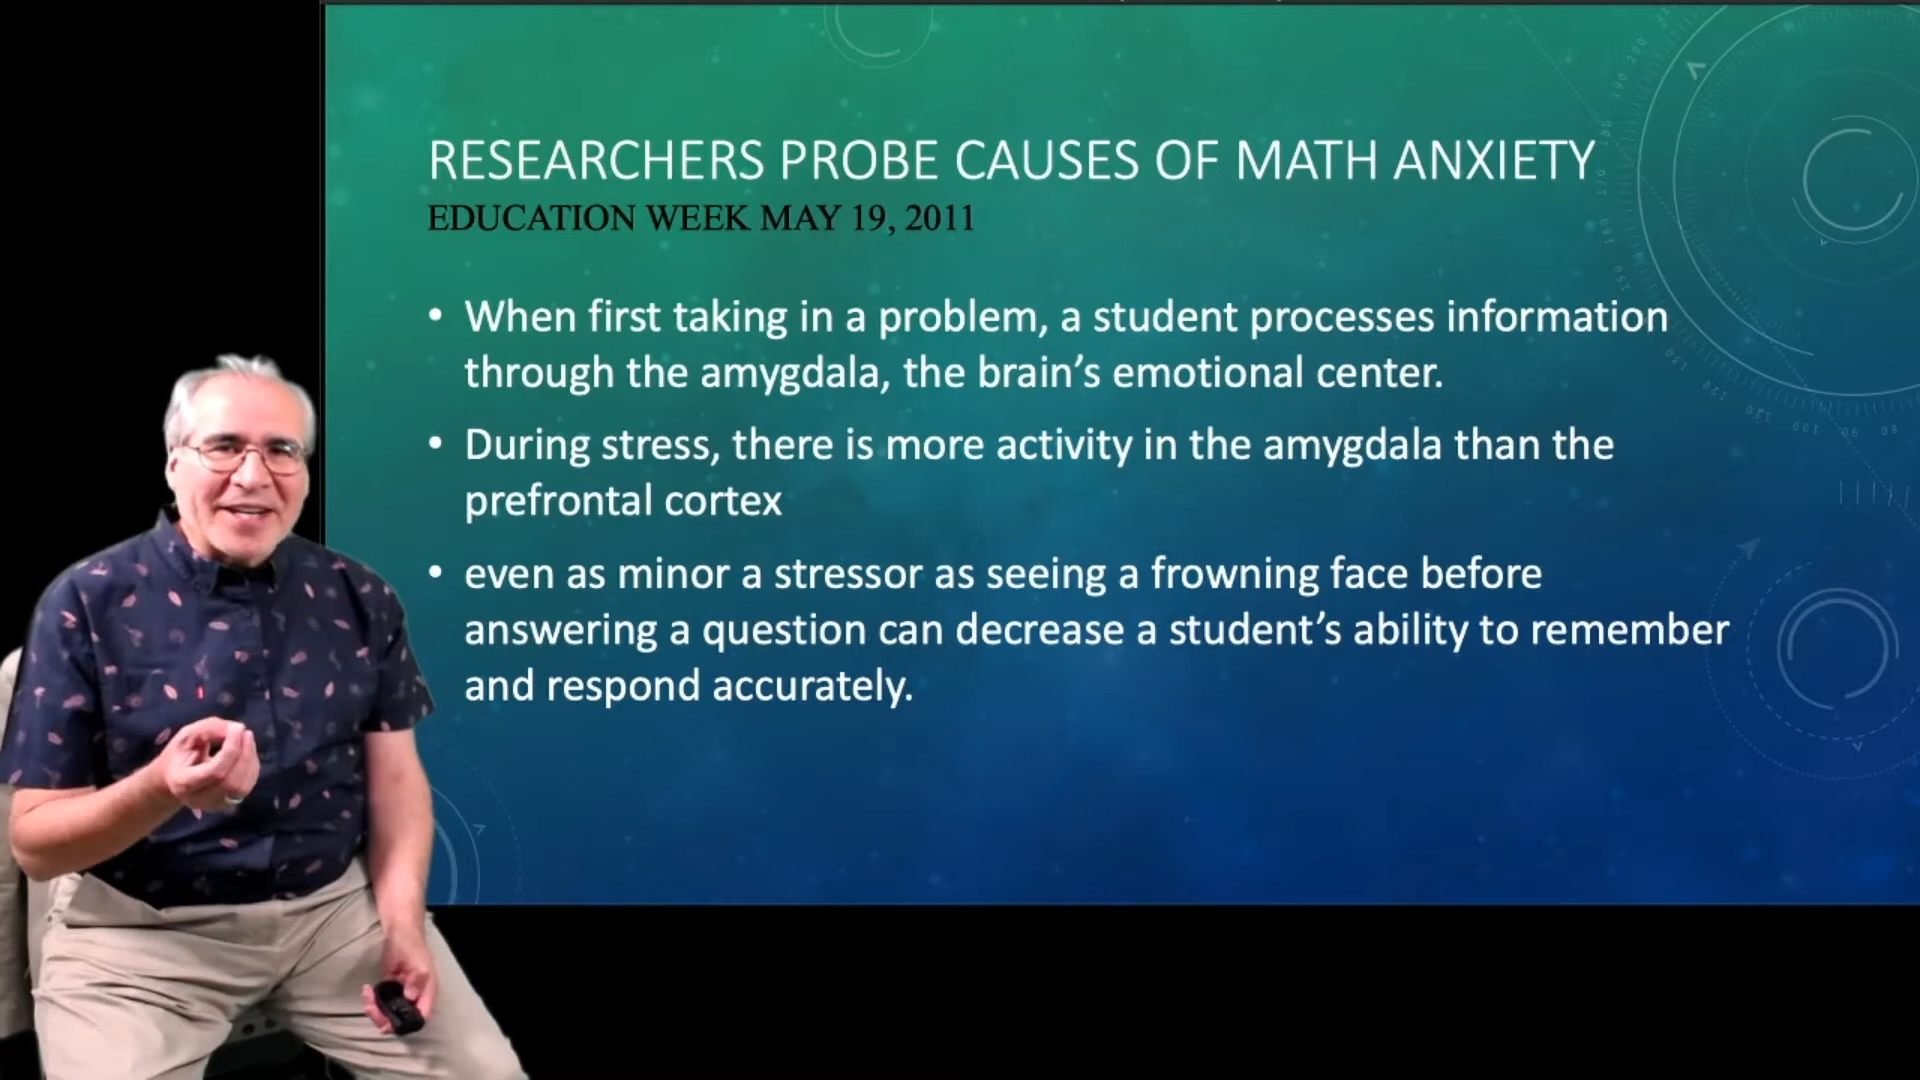 RESEARCHERS PROBE CAUSES OF MATH ANXIETY
EDUCATION WEEK MAY 19, 2011
• When first taking in a problem, a student processes information
through the amygdala, the brain’s emotional center.
• During stress, there is more activity in the amygdala than the
prefrontal cortex
• even as minor a stressor as seeing a frowning face before
answering a question can decrease a student’s ability to remember
and respond accurately.